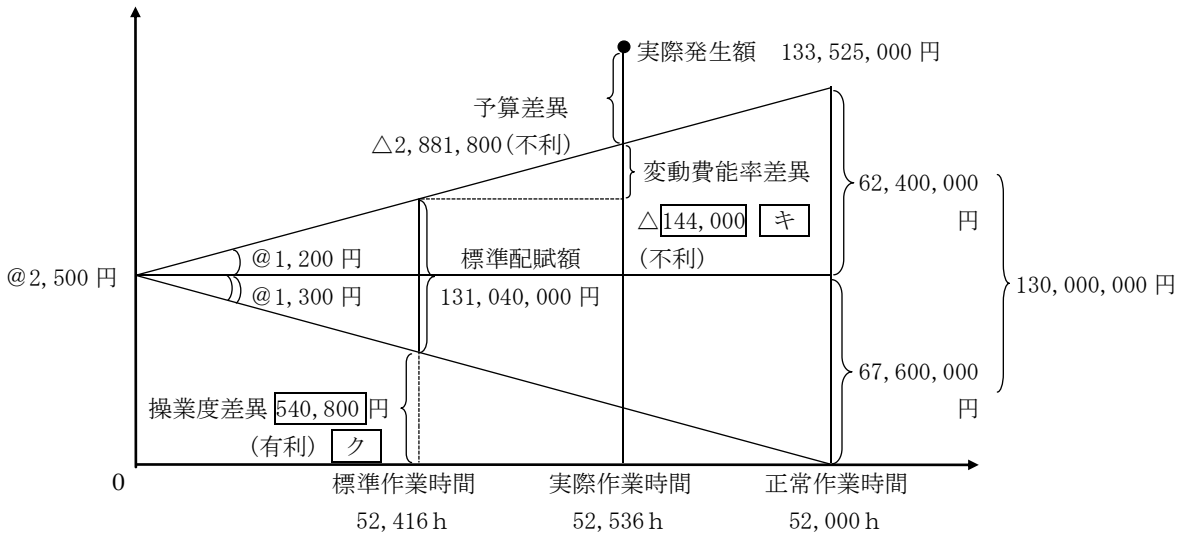 実際発生額 133,525,000 円
予算差異
△2,881,800(不利)
変動費能率差異
△144,000 キ
(不利)
62,400,000
円
@1,200 円
標準配賦額
@2,500 円
@1,300 円
131,040,000 円
130,000,000 円
67,600,000
円
操業度差異 540,800 円
(有利) ク
0
標準作業時間
52,416h
実際作業時間
52,536h
正常作業時間
52,000h